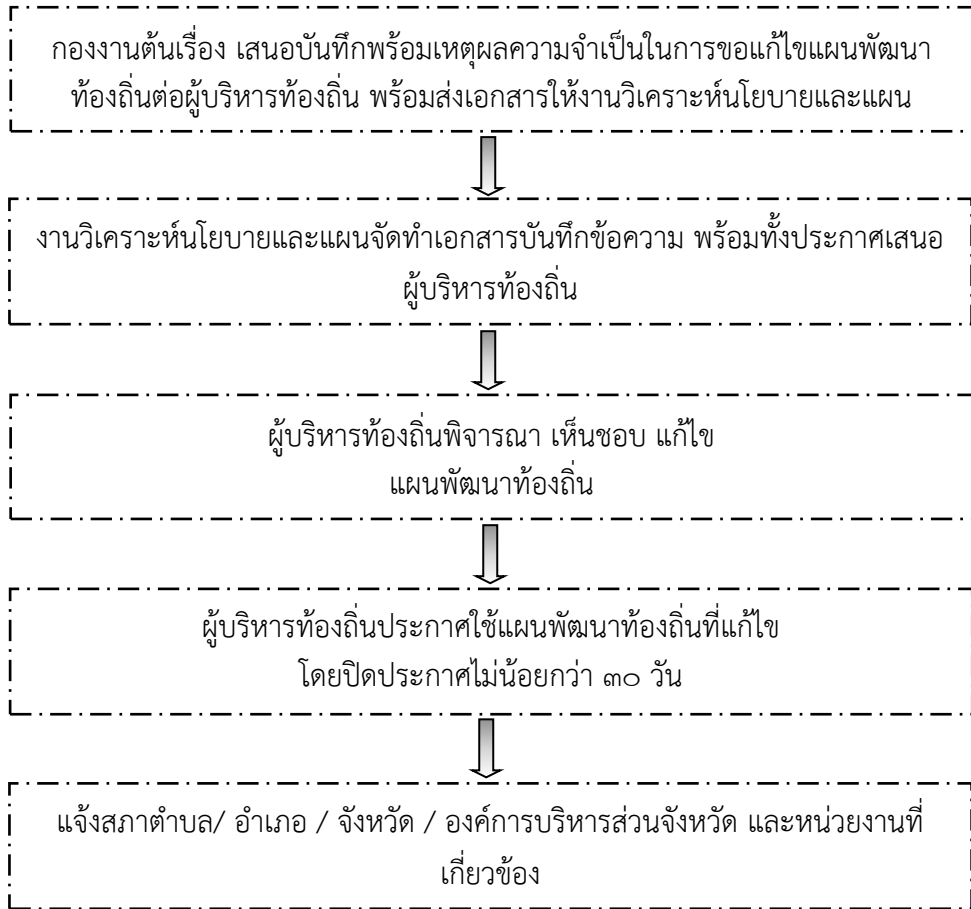 กองงานต้นเรื่อง เสนอบันทึกพร้อมเหตุผลความจำเป็นในการขอแก้ไขแผนพัฒนา
ท้องถิ่นต่อผู้บริหารท้องถิ่น พร้อมส่งเอกสารให้งานวิเคราะห์นโยบายและแผน
งานวิเคราะห์นโยบายและแผนจัดทำเอกสารบันทึกข้อความ พร้อมทั้งประกาศเสนอ
ผู้บริหารท้องถิ่น
ผู้บริหารท้องถิ่นพิจารณา เห็นชอบ แก้ไข
แผนพัฒนาท้องถิ่น
ผู้บริหารท้องถิ่นประกาศใช้แผนพัฒนาท้องถิ่นที่แก้ไข
โดยปิดประกาศไม่น้อยกว่า ๓๐ วัน
แจ้งสภาตำบล/ อำเภอ / จังหวัด / องค์การบริหารส่วนจังหวัด และหน่วยงานที่
เกี่ยวข้อง